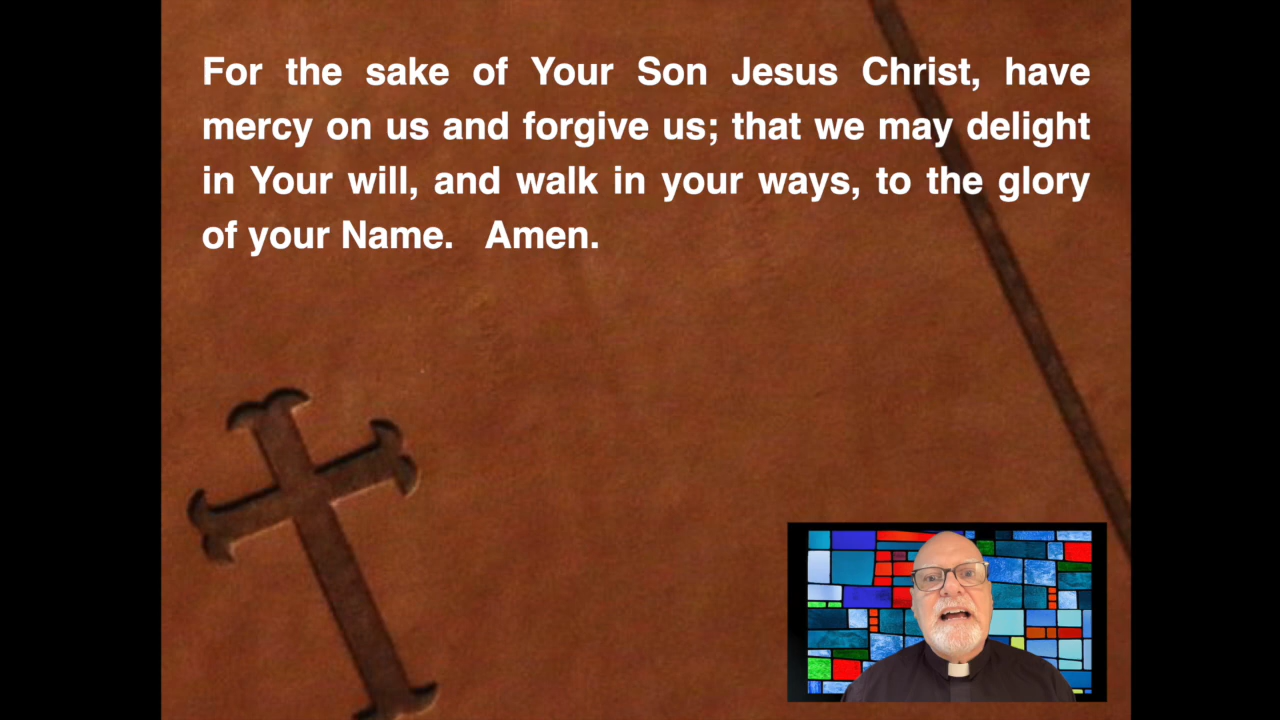 For the sake of Your Son Jesus Christ, have
mercy on us and forgive us; that we may delight
in Your will, and walk in your ways, to the glory
of your Name. Amen.